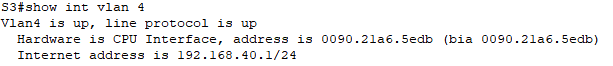 S3#show int vlan 4
Vlan4 is up, line protocol is up
  Hardware is CPU Interface, address is 0090.21a6.5edb (bia 0090.21a6.5edb)
  Internet address is 192.168.40.1/24